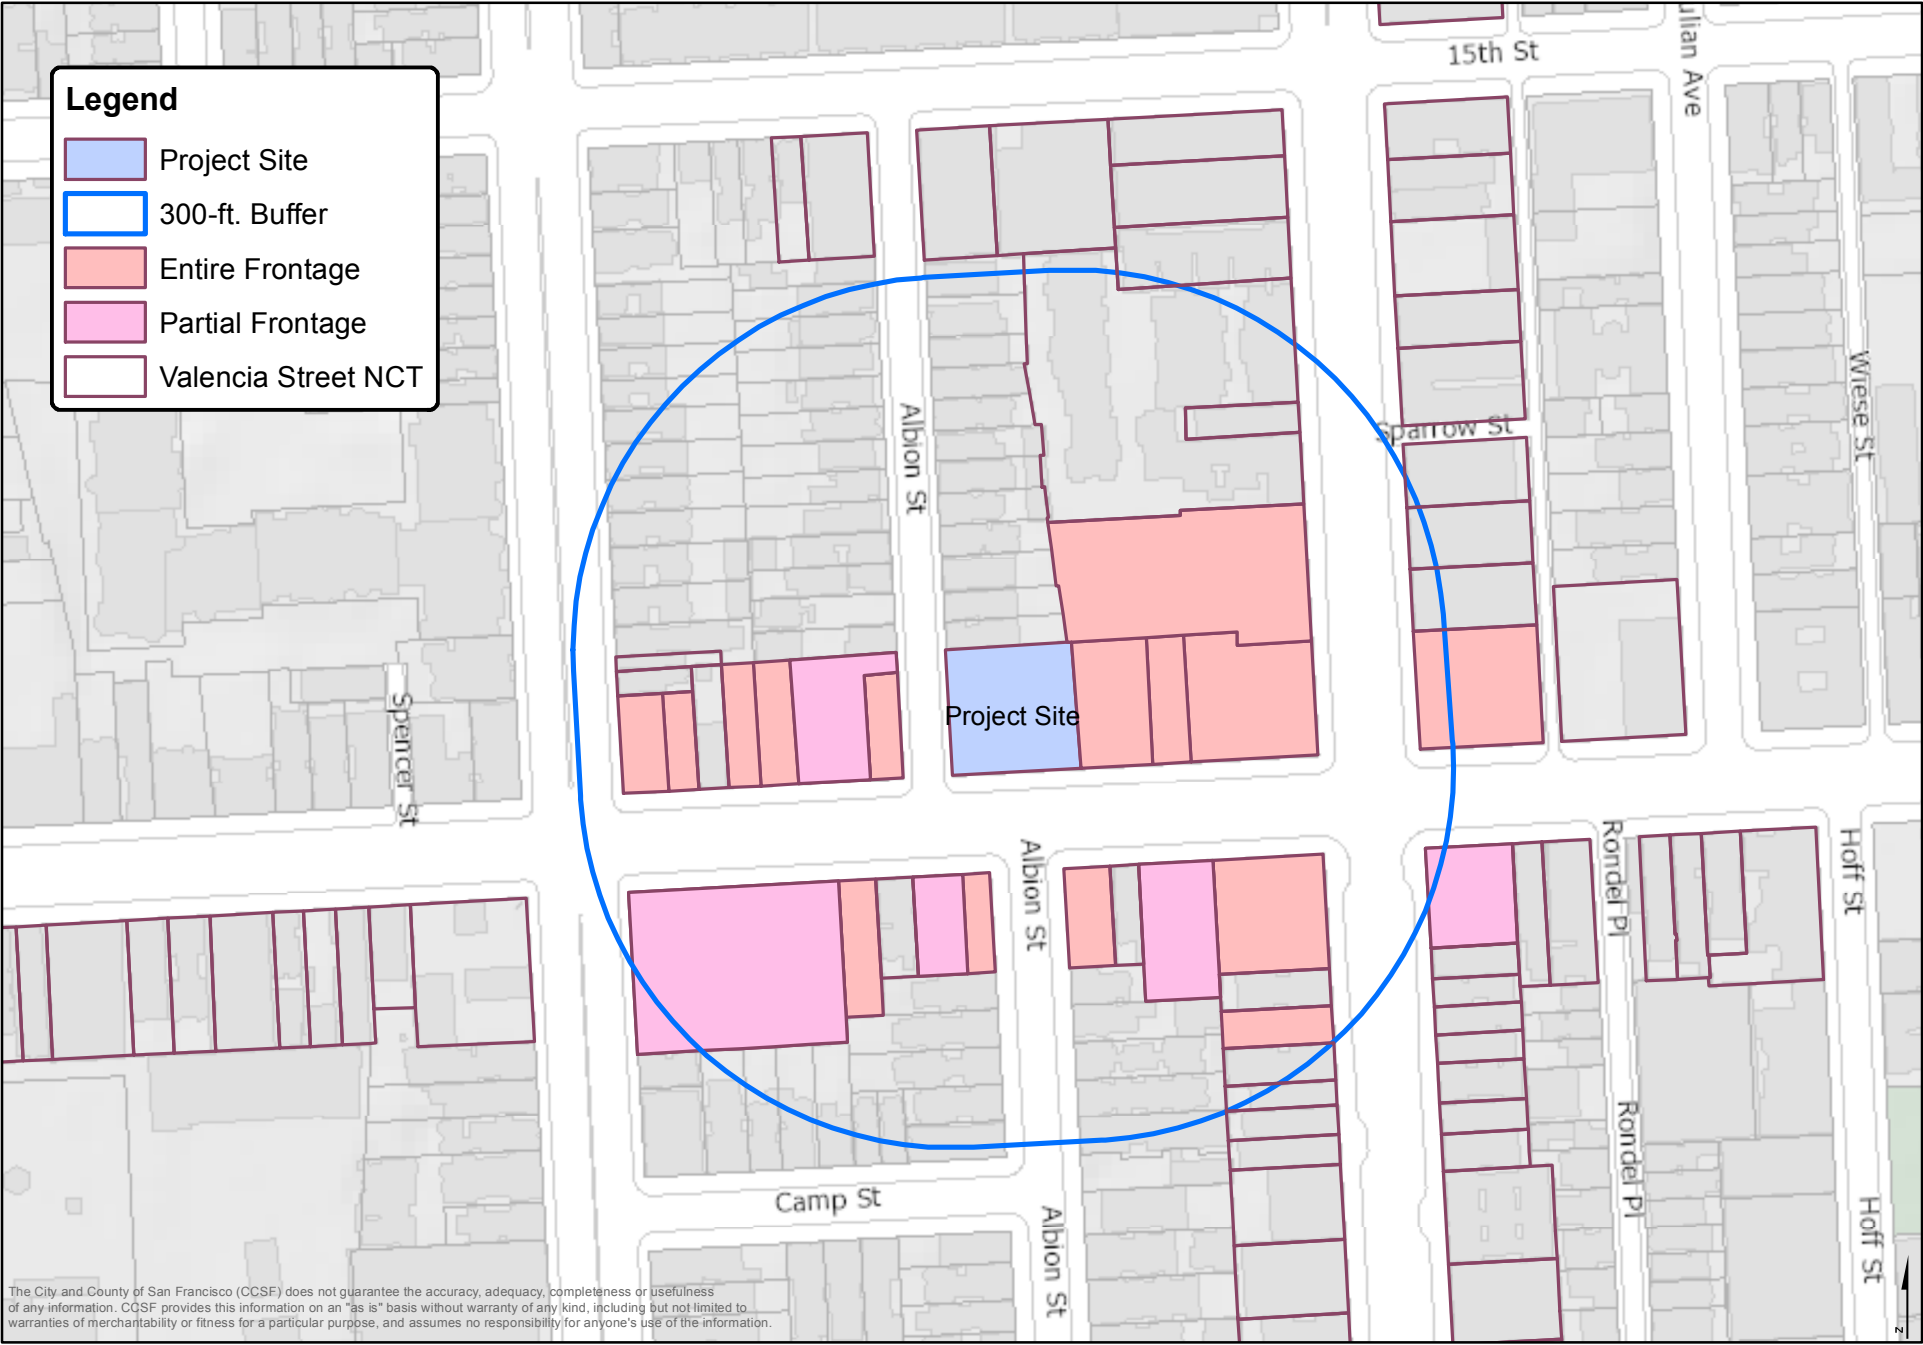 15th St
ulian Ave
Legend
Project Site
300-ft. Buffer
Entire Frontage
Partial Frontage
Valencia Street NCT
Albion St
Sparrow St
Wiese St
Spencer St
Project Site
Albion St
Rondel Pl
Hoff St
Camp St
Albion St
Rondel Pl
Hoff St
The City and County of San Francisco (CCSF) does not guarantee the accuracy, adequacy, completeness or usefulness
of any information. CCSF provides this information on an "as is" basis without warranty of any kind, including but not limited to
warranties of merchantability or fitness for a particular purpose, and assumes no responsibility for anyone's use of the information.
z